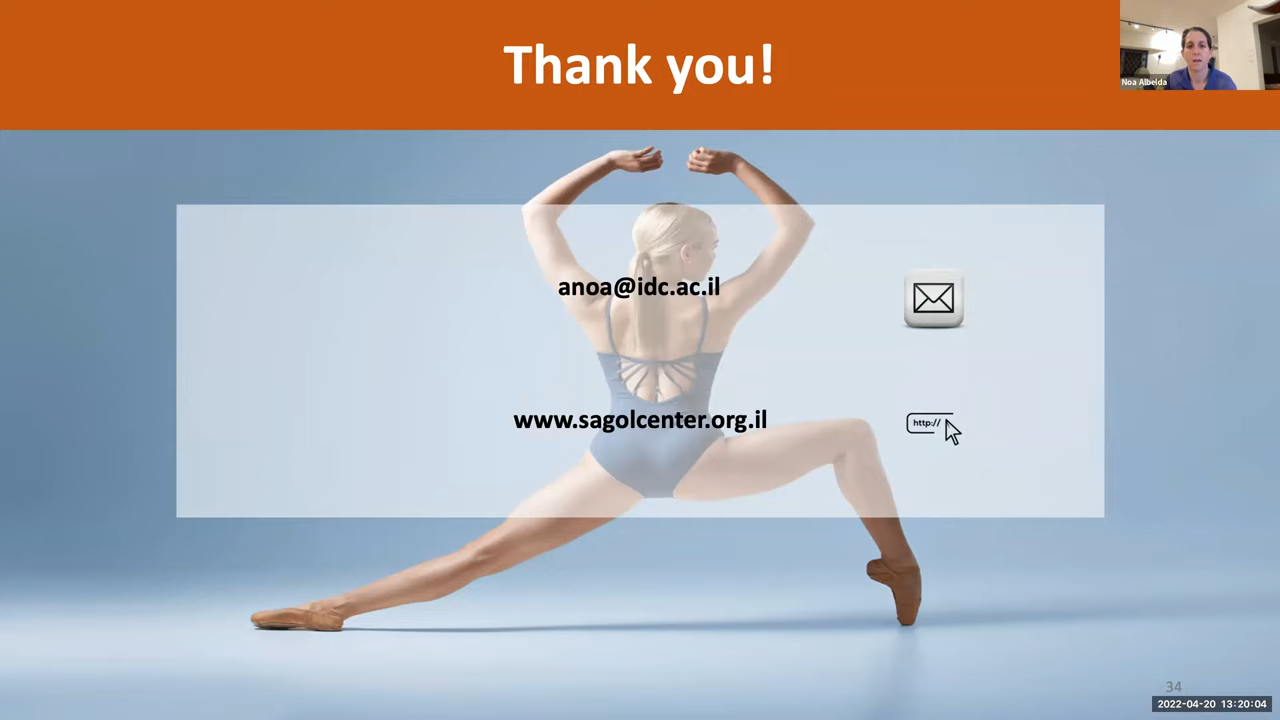 Thank you!
Noa Albelda
anoa@idc.ac.il
www.sagolcenter.org.il
http://
34
2022-04-20 13:20:04